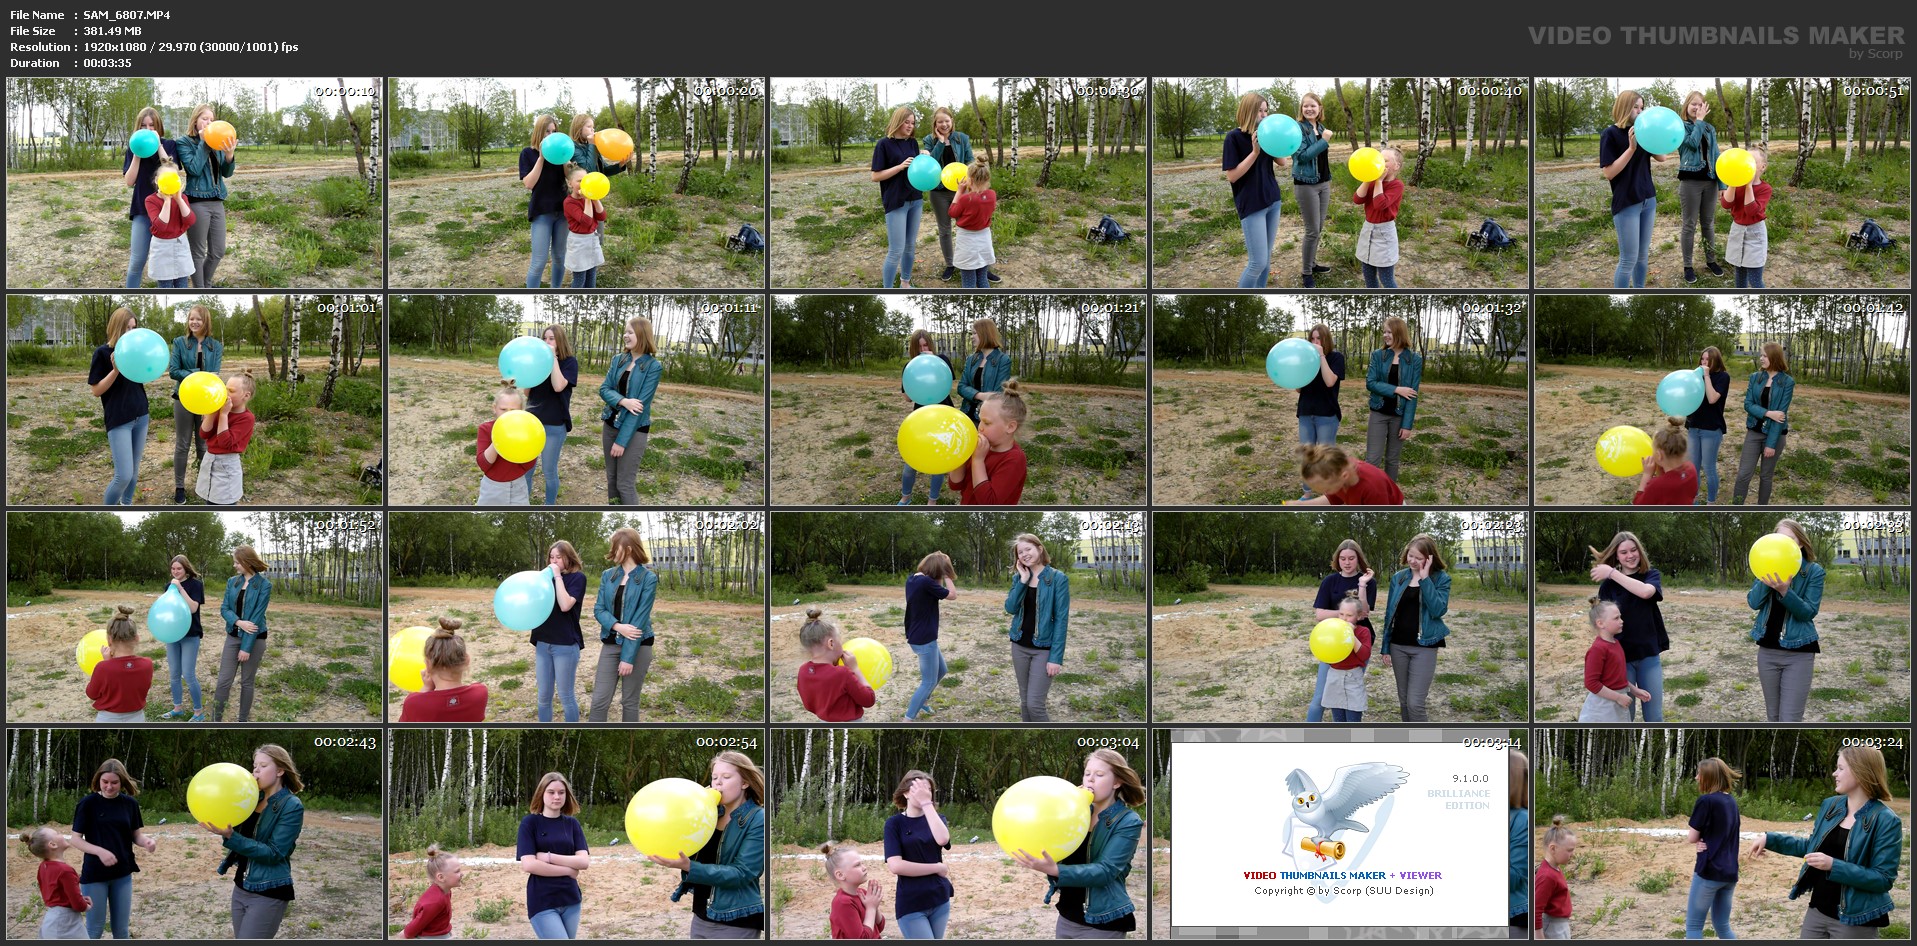 File Name : SAM_6807.MP4
File Size : 381.49 MB
Resolution : 1920x1080 / 29.970 (30000/1001) fps
Duration : 00:03:35
VIDEO THUMBNAILS MAKER
by Scorp
00:00:10
00:00:20
00:00:30
00:00:40
00:00:51
00:01:01
00:01:11
00:01:21
00:01:32
00:01:42
00:01:52
00:02:02
00:02:13
00:02:23
00:02:33
00:02:43
00:02:54
00:03:04
00:03:14
9.1.0.0
BRILLIANCE
EDITION
VIDEO THUMBNAILS MAKER + VIEWER
Copyright © by Scorp (SUU Design)
00:03:24